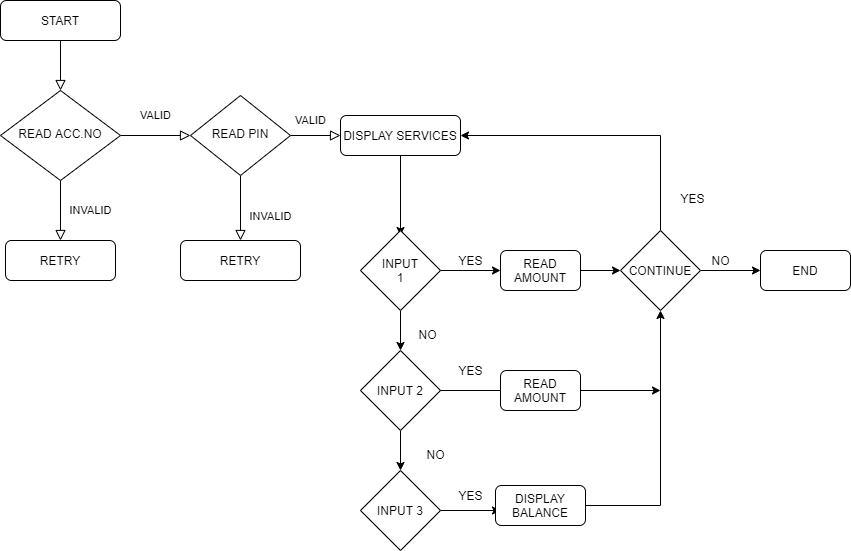 START
READ ACC.NO
VALID
READ PIN
VALID
DISPLAY SERVICES
INVALID
RETRY
INVALID
RETRY
YES
INPUT
1
YES
READ
AMOUNT
CONTINUE
NO
END
NO
INPUT 2
YES
READ
AMOUNT
NO
INPUT 3
YES
DISPLAY
BALANCE